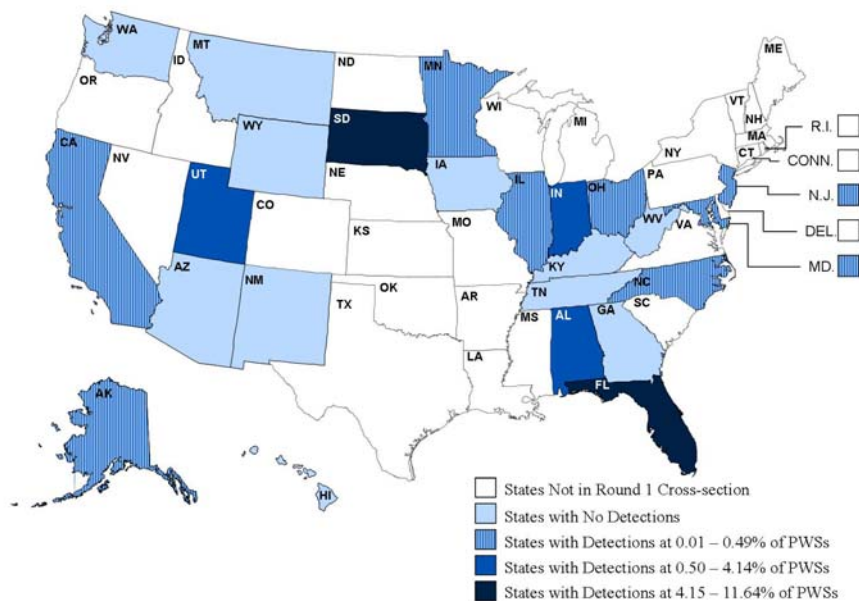 WA
MT
ND
MN
ME
ID
OR
SD
WI
MI
VT
NH
MA
R.I.
WY
NY
CT
CONN.
CA
NV
UT
NE
IA
IL
IN
OH
PA
N.J.
CO
KS
MO
WV
VA
DEL.
KY
MD.
AZ
NM
OK
AR
TN
NC
TX
MS
AL
GA
SC
LA
FL
AK
HI
States Not in Round 1 Cross-section
States with No Detections
States with Detections at 0.01 – 0.49% of PWSs
States with Detections at 0.50 – 4.14% of PWSs
States with Detections at 4.15 – 11.64% of PWSs